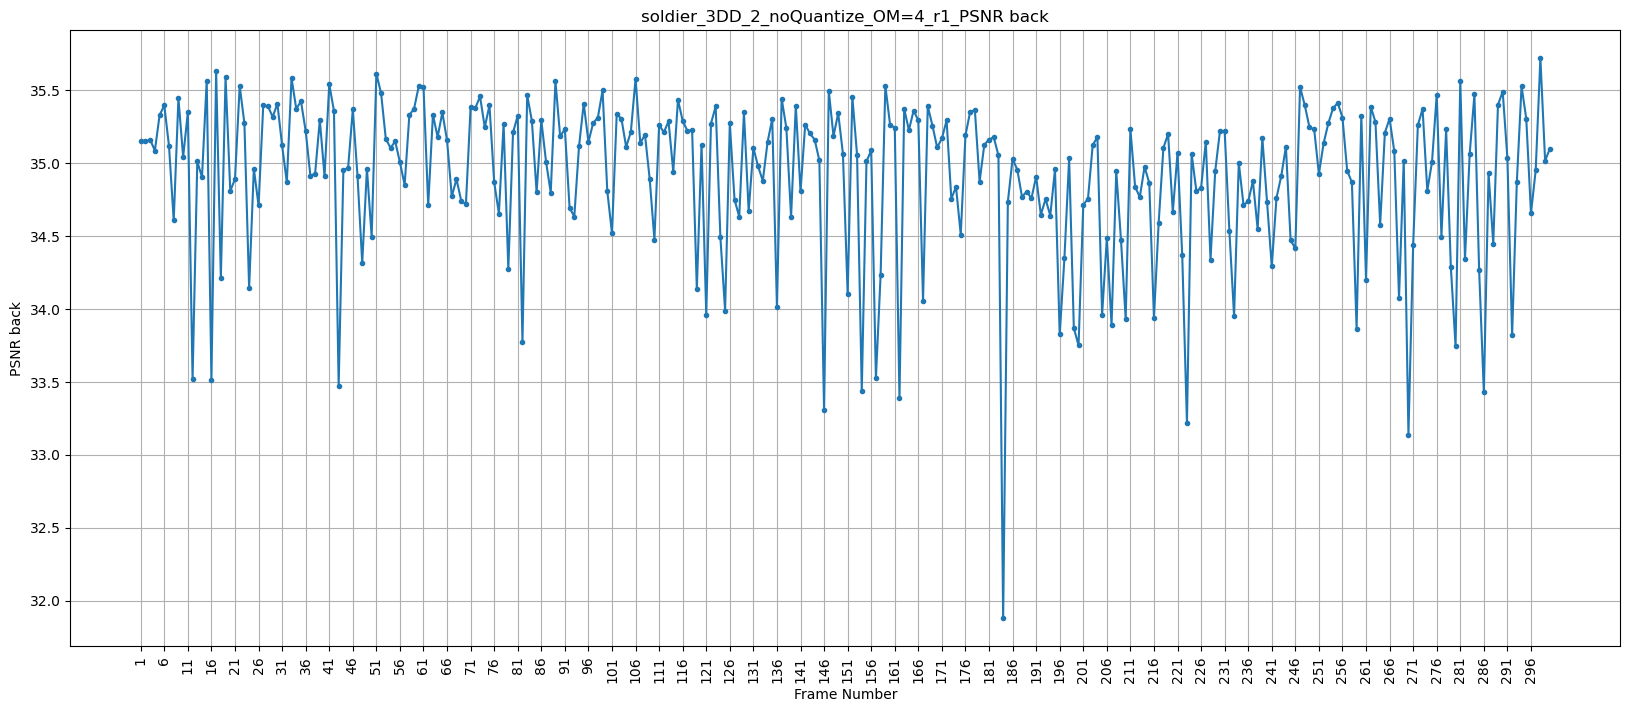 soldier_3DD_2_noQuantize_OM=4_r1_PSNR back
PSNR back
35.5
35.0
34.5
34.0
33.5
33.0
32.5
32.0
1 6 11 16 21 26 31 36 41 46 51 56 61 66 71 76 81 86 91 96 101 106 111 116 121 126 131 136 141 146 151 156 161 166 171 176 181 186 191 196 201 206 211 216 221 226 231 236 241 246 251 256 261 266 271 276 281 286 291 296
Frame Number